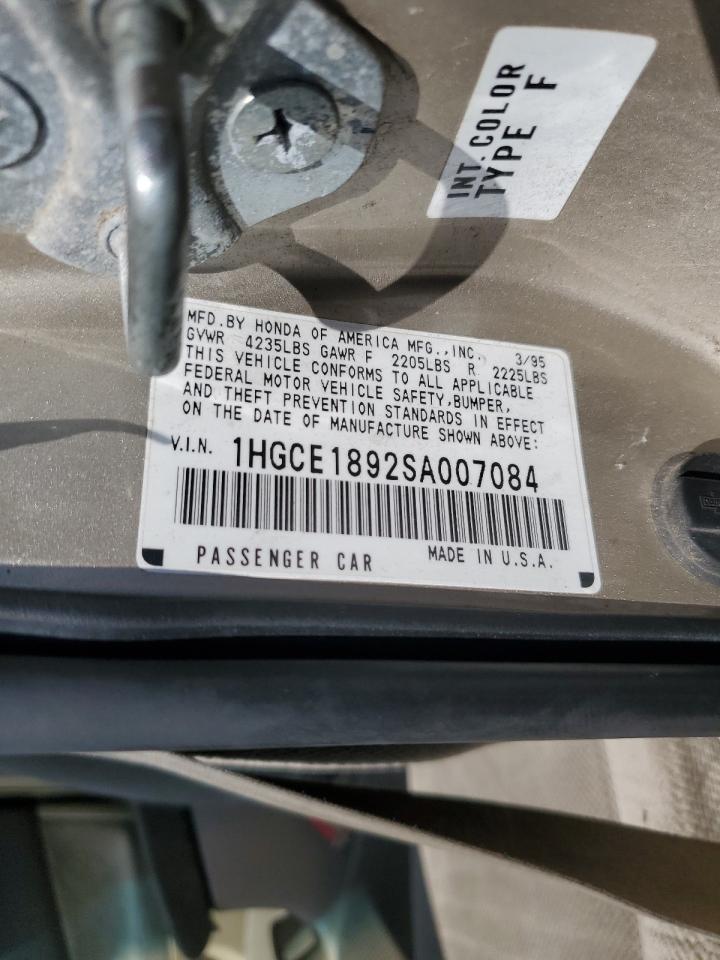 INT. COLOR
TYPE F
MFD. BY HONDA OF AMERICA MFG., INC. 3/95
GVWR 4235LBS GAWR F 2205LBS R 2225LBS
THIS VEHICLE CONFORMS TO ALL APPLICABLE
FEDERAL MOTOR VEHICLE SAFETY, BUMPER,
AND THEFT PREVENTION STANDARDS IN EFFECT
ON THE DATE OF MANUFACTURE SHOWN ABOVE:
V.I.N. 1HGCE1892SA007084
PASSENGER CAR MADE IN U.S.A.